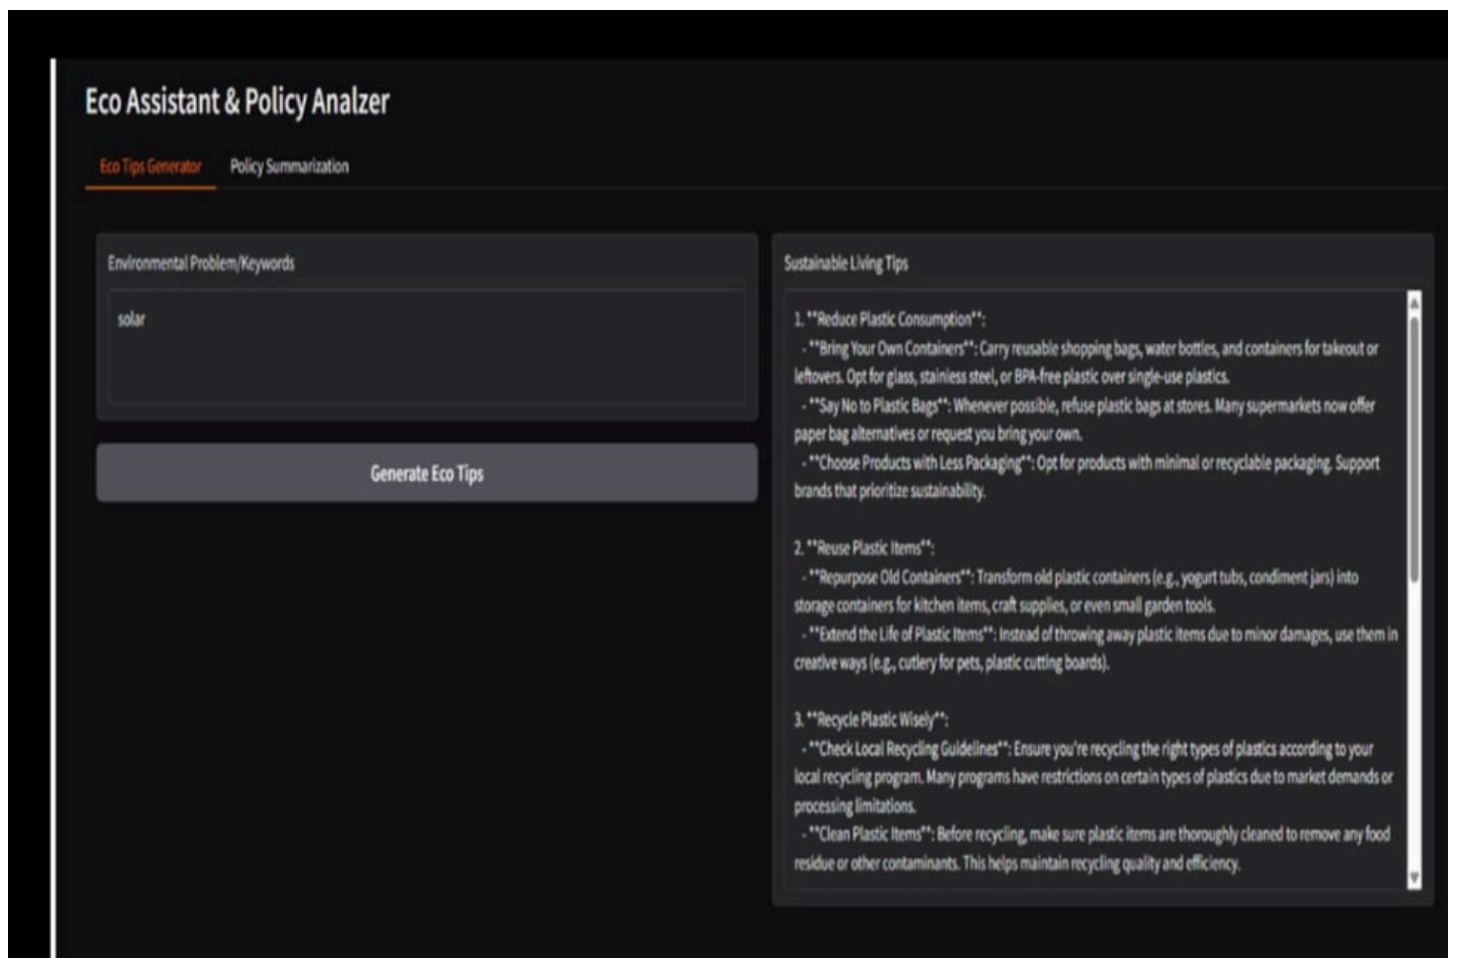 Eco Assistant & Policy Analzer
Eco Tips Generator
Policy Summarization
Environmental Problem/Keywords
solar
Generate Eco Tips
Sustainable Living Tips
1. **Reduce Plastic Consumption**:
- **Bring Your Own Containers**: Carry reusable shopping bags, water bottles, and containers for takeout or
leftovers. Opt for glass, stainless steel, or BPA-free plastic over single-use plastics.
- **Say No to Plastic Bags**: Whenever possible, refuse plastic bags at stores. Many supermarkets now offer
paper bag alternatives or request you bring your own.
- **Choose Products with Less Packaging**: Opt for products with minimal or recyclable packaging. Support
brands that prioritize sustainability.
2. **Reuse Plastic Items**:
- **Repurpose Old Containers**: Transform old plastic containers (e.g., yogurt tubs, condiment jars) into
storage containers for kitchen items, craft supplies, or even small garden tools.
- **Extend the Life of Plastic Items**: Instead of throwing away plastic items due to minor damages, use them in
creative ways (e.g., cutlery for pets, plastic cutting boards).
3. **Recycle Plastic Wisely**:
- **Check Local Recycling Guidelines**: Ensure you're recycling the right types of plastics according to your
local recycling program. Many programs have restrictions on certain types of plastics due to market demands or
processing limitations.
- **Clean Plastic Items**: Before recycling, make sure plastic items are thoroughly cleaned to remove any food
residue or other contaminants. This helps maintain recycling quality and efficiency.